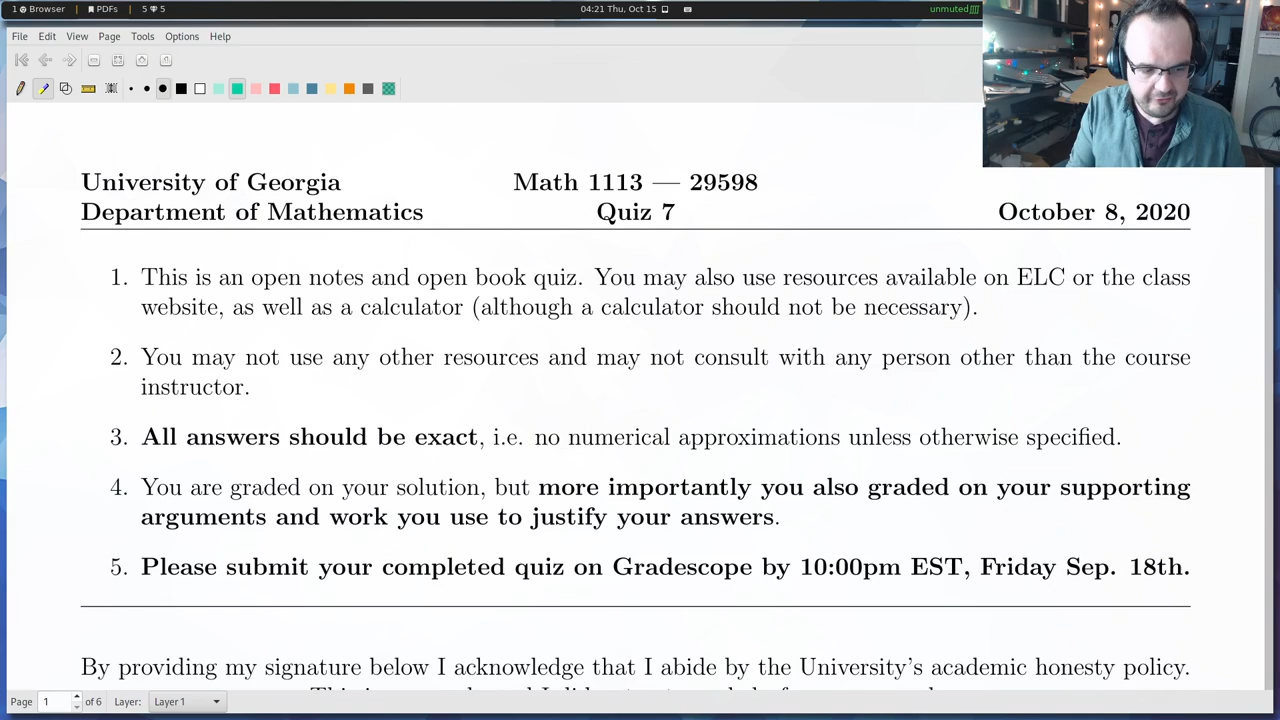 1 Browser | PDFs 5 5 04:21 Thu, Oct 15 unmuted
File Edit View Page Tools Options Help
University of Georgia Math 1113 — 29598
Department of Mathematics Quiz 7 October 8, 2020
1. This is an open notes and open book quiz. You may also use resources available on ELC or the class
website, as well as a calculator (although a calculator should not be necessary).
2. You may not use any other resources and may not consult with any person other than the course
instructor.
3. All answers should be exact, i.e. no numerical approximations unless otherwise specified.
4. You are graded on your solution, but more importantly you also graded on your supporting
arguments and work you use to justify your answers.
5. Please submit your completed quiz on Gradescope by 10:00pm EST, Friday Sep. 18th.
By providing my signature below I acknowledge that I abide by the University's academic honesty policy.
Page 1 of 6 Layer: Layer 1